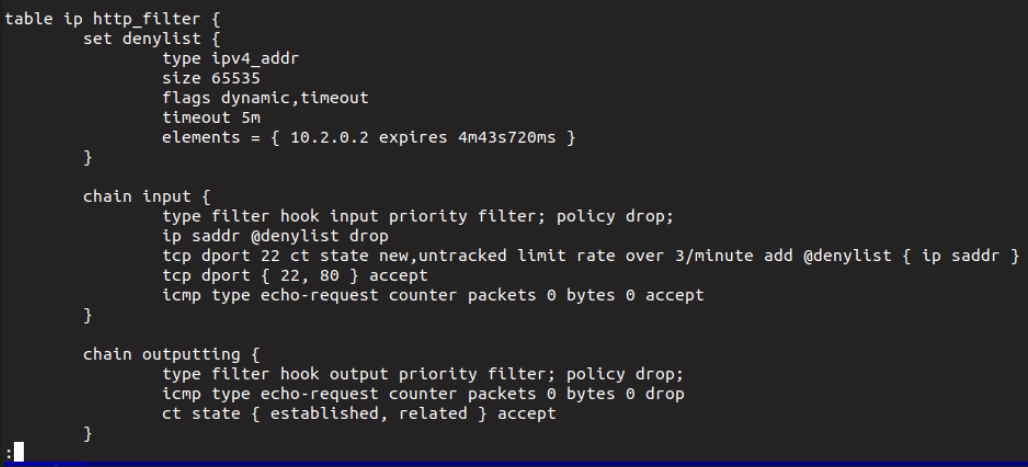 table ip http_filter {
        set denylist {
                type ipv4_addr
                size 65535
                flags dynamic,timeout
                timeout 5m
                elements = { 10.2.0.2 expires 4m43s720ms }
        }

        chain input {
                type filter hook input priority filter; policy drop;
                ip saddr @denylist drop
                tcp dport 22 ct state new,untracked limit rate over 3/minute add @denylist { ip saddr }
                tcp dport { 22, 80 } accept
                icmp type echo-request counter packets 0 bytes 0 accept
        }

        chain outputting {
                type filter hook output priority filter; policy drop;
                icmp type echo-request counter packets 0 bytes 0 drop
                ct state { established, related } accept
        }
: